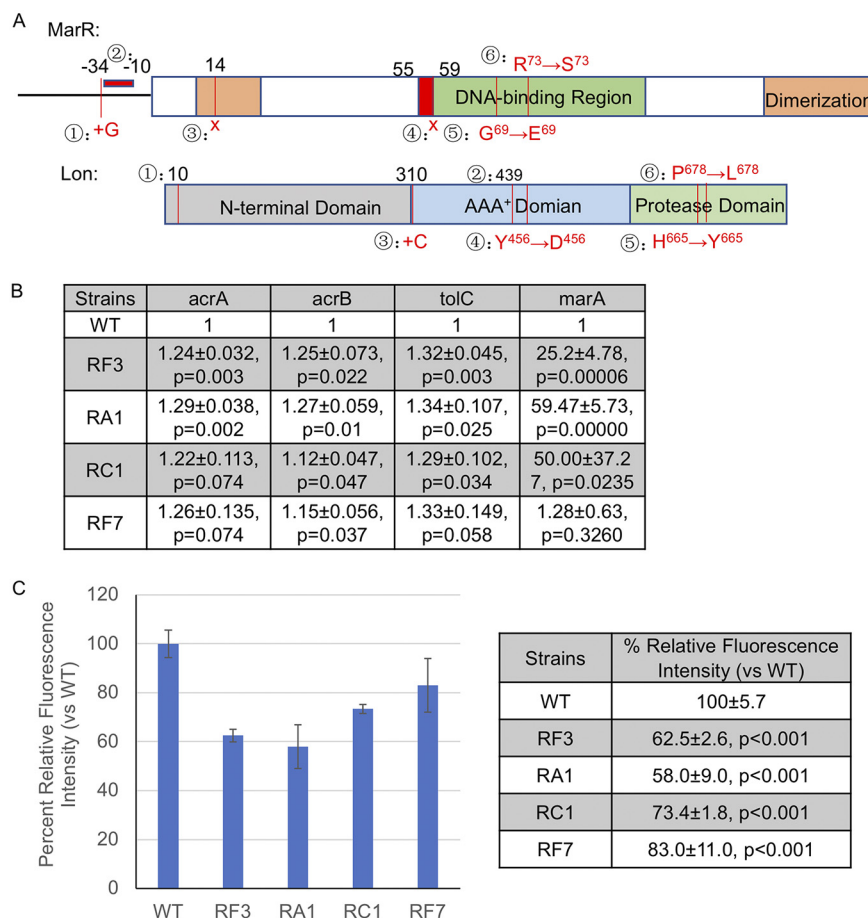 A
MarR:
②:
-34 -10
14
55 59
⑥: R73→S73
DNA-binding Region
Dimerization
①: +G
③: x
④: x
⑤: G69→E69
Lon:
①: 10
310
②: 439
⑥: P678→L678
N-terminal Domain
AAA+ Domian
Protease Domain
③: +C
④: Y456→D456
⑤: H665→Y665
B
Strains acrA acrB tolC marA
WT 1 1 1 1
RF3 1.24±0.032, p=0.003 1.25±0.073, p=0.022 1.32±0.045, p=0.003 25.2±4.78, p=0.00006
RA1 1.29±0.038, p=0.002 1.27±0.059, p=0.01 1.34±0.107, p=0.025 59.47±5.73, p=0.00000
RC1 1.22±0.113, p=0.074 1.12±0.047, p=0.047 1.29±0.102, p=0.034 50.00±37.27, p=0.0235
RF7 1.26±0.135, p=0.074 1.15±0.056, p=0.037 1.33±0.149, p=0.058 1.28±0.63, p=0.3260
C
Percent Relative Fluorescence
Intensity (vs WT)
120
100
80
60
40
20
0
WT RF3 RA1 RC1 RF7
Strains % Relative Fluorescence Intensity (vs WT)
WT 100±5.7
RF3 62.5±2.6, p<0.001
RA1 58.0±9.0, p<0.001
RC1 73.4±1.8, p<0.001
RF7 83.0±11.0, p<0.001